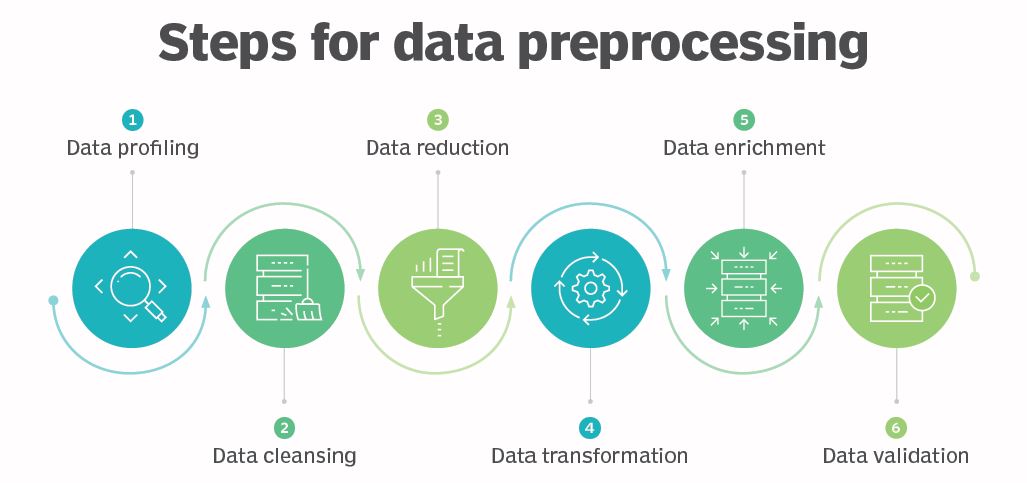 Steps for data preprocessing
1
Data profiling
2
Data cleansing
3
Data reduction
4
Data transformation
5
Data enrichment
6
Data validation